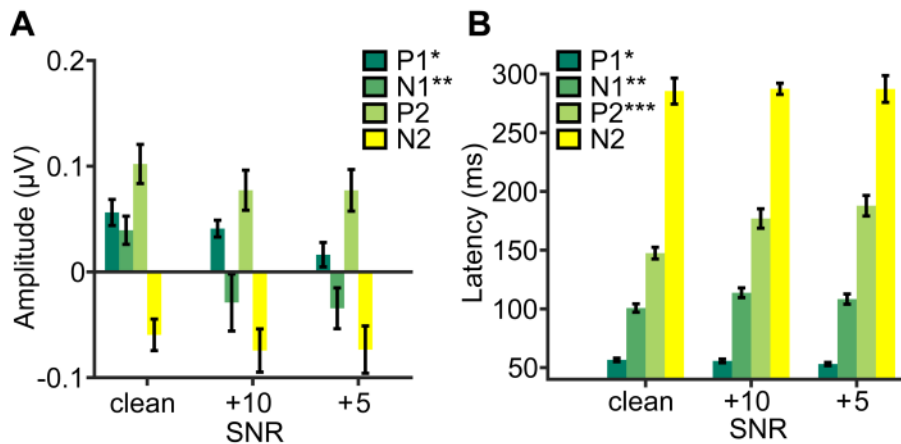 A
Amplitude (µV)
0.2
0.1
0
-0.1
P1*
N1**
P2
N2
clean
+10
+5
SNR
B
Latency (ms)
300
250
200
150
100
50
P1*
N1**
P2***
N2
clean
+10
+5
SNR